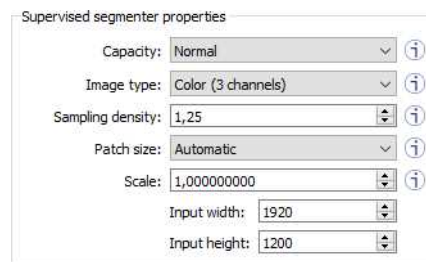 Supervised segmenter properties
Capacity: Normal
Image type: Color (3 channels)
Sampling density: 1,25
Patch size: Automatic
Scale: 1,000000000
Input width: 1920
Input height: 1200